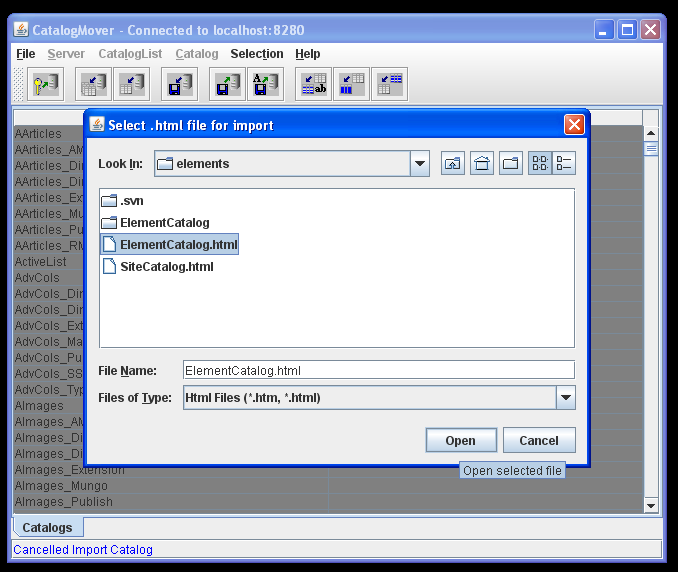 CatalogMover - Connected to localhost:8280
File Server CatalogList Catalog Selection Help
A ab
Select .html file for import
Look In: elements
.svn
ElementCatalog
ElementCatalog.html
SiteCatalog.html
File Name: ElementCatalog.html
Files of Type: Html Files (*.htm, *.html)
Open Cancel
Open selected file
AArticles
AArticles_AM
AArticles_Di
AArticles_Di
AArticles_Ex
AArticles_Mu
AArticles_Pu
AArticles_RM
ActiveList
AdvCols
AdvCols_Di
AdvCols_Di
AdvCols_Ext
AdvCols_Ma
AdvCols_Pu
AdvCols_SS
AdvCols_Typ
AImages
AImages_AM
AImages_Di
AImages_Di
AImages_Extension
AImages_Mungo
AImages_Publish
Catalogs
Cancelled Import Catalog